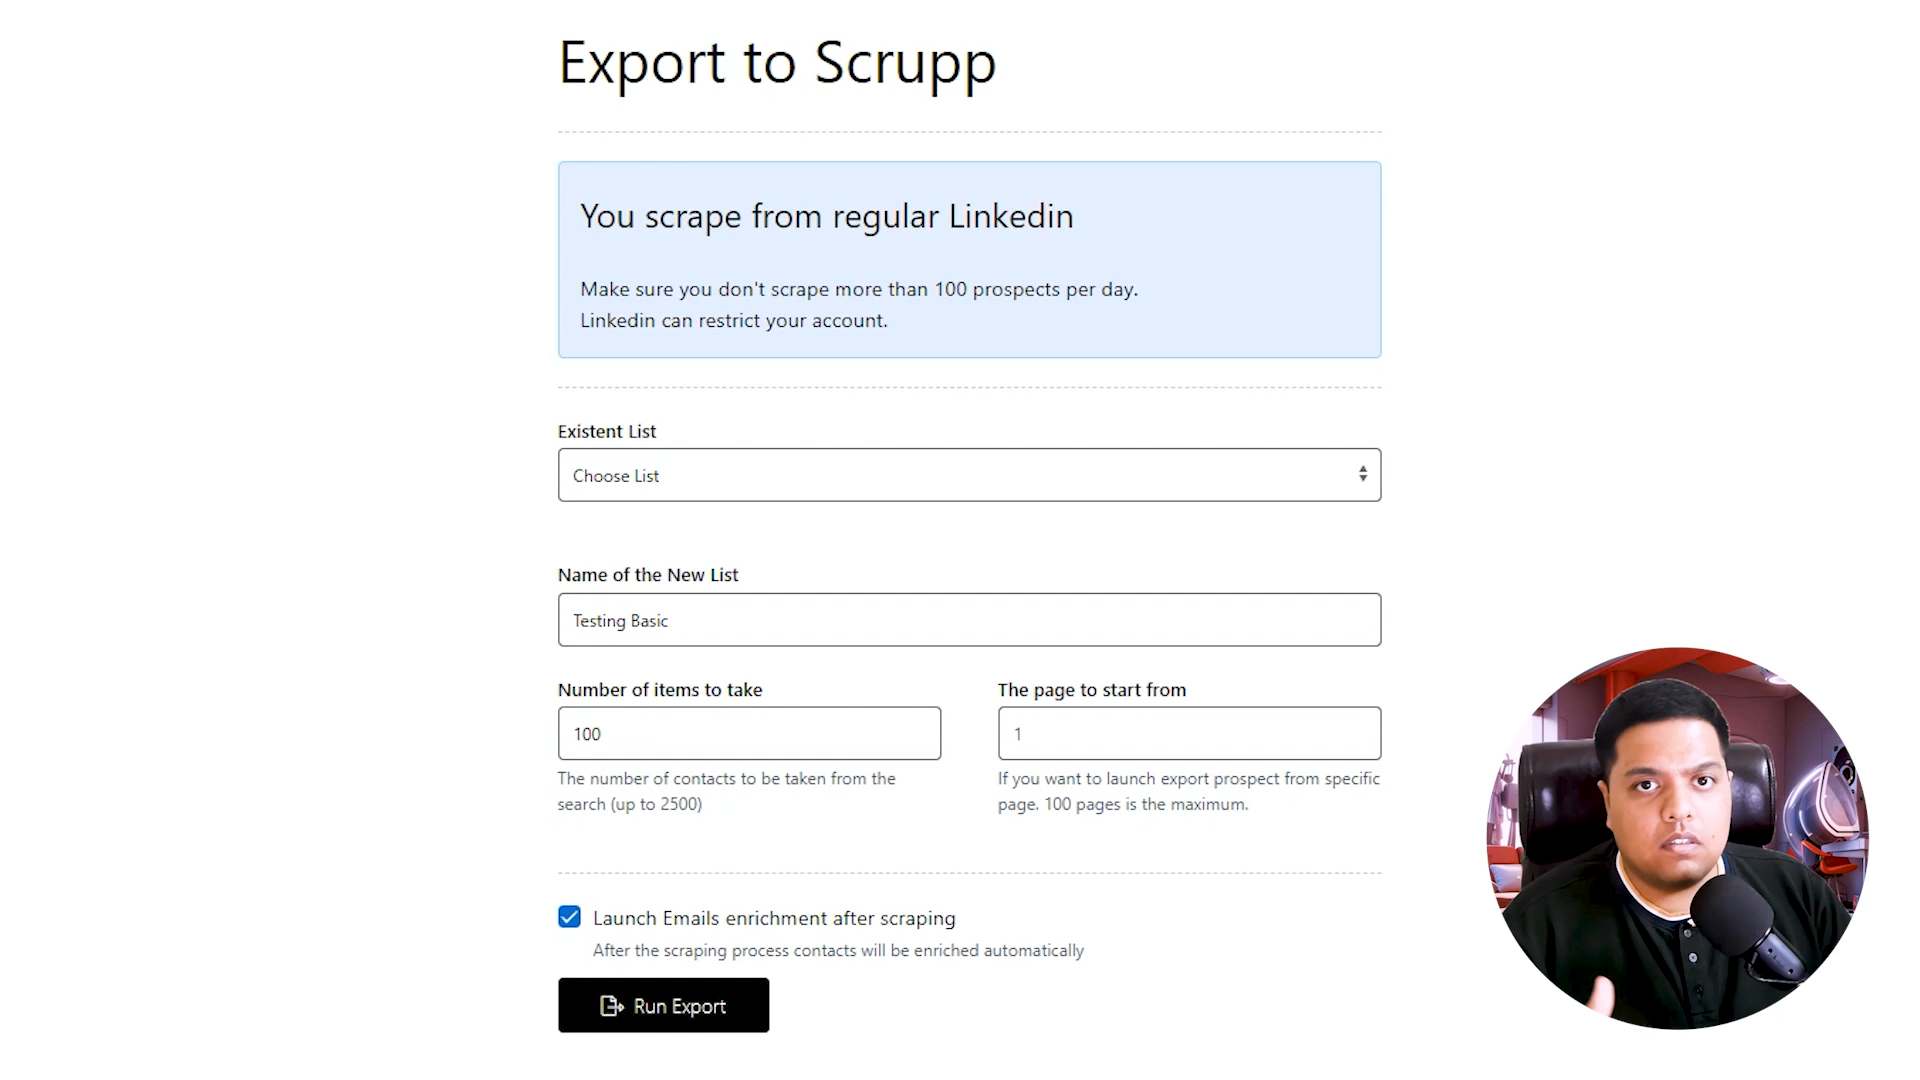 Export to Scrupp
You scrape from regular Linkedin
Make sure you don't scrape more than 100 prospects per day.
Linkedin can restrict your account.
Existent List
Choose List
Name of the New List
Testing Basic
Number of items to take
The page to start from
100
1
The number of contacts to be taken from the
search (up to 2500)
If you want to launch export prospect from specific
page. 100 pages is the maximum.
Launch Emails enrichment after scraping
After the scraping process contacts will be enriched automatically
Run Export